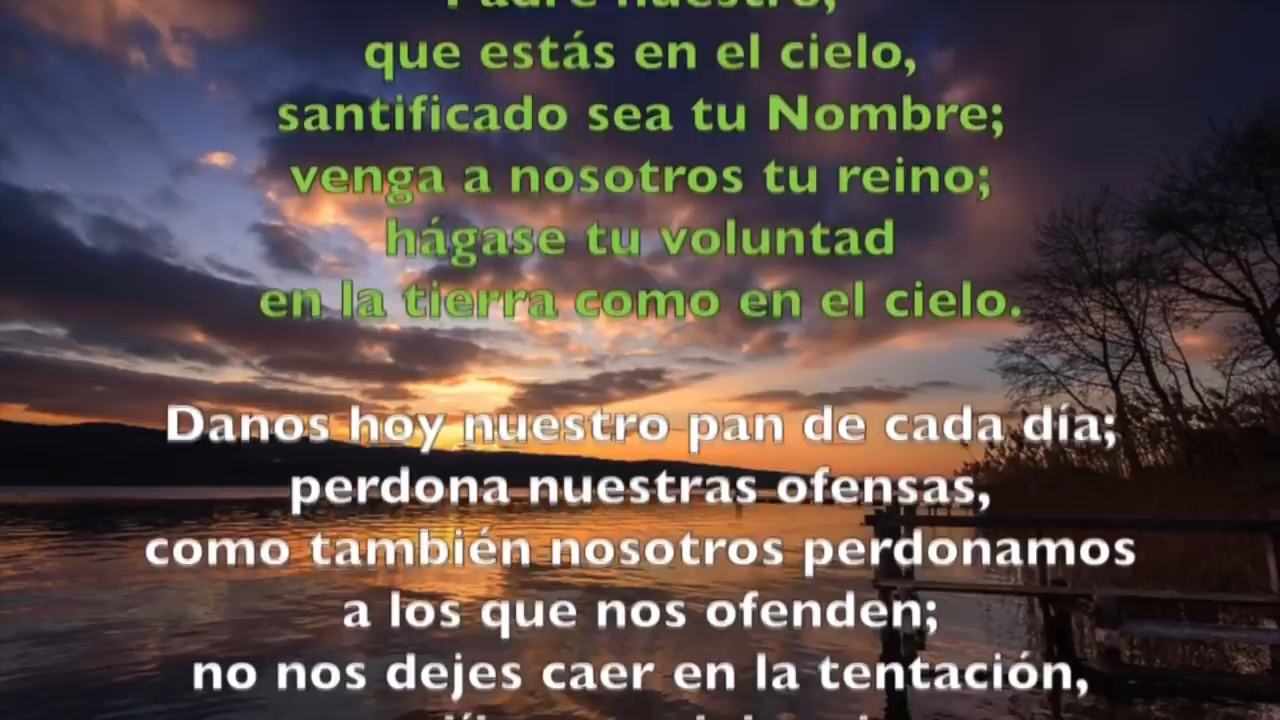 Padre nuestro,
que estás en el cielo,
santificado sea tu Nombre;
venga a nosotros tu reino;
hágase tu voluntad
en la tierra como en el cielo.
Danos hoy nuestro pan de cada día;
perdona nuestras ofensas,
como también nosotros perdonamos
a los que nos ofenden;
no nos dejes caer en la tentación,